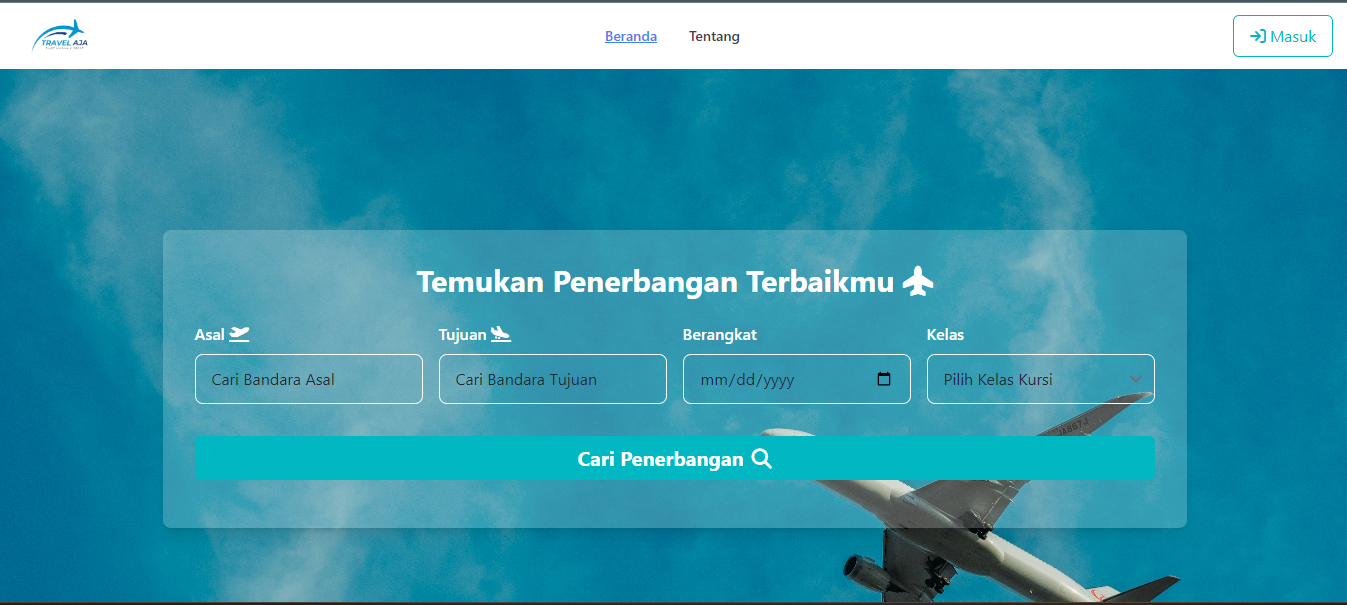 TRAVEL AJA
Beranda
Tentang
Masuk
Temukan Penerbangan Terbaikmu
Asal
Tujuan
Berangkat
Kelas
Cari Bandara Asal
Cari Bandara Tujuan
mm/dd/yyyy
Pilih Kelas Kursi
JA867J
Cari Penerbangan